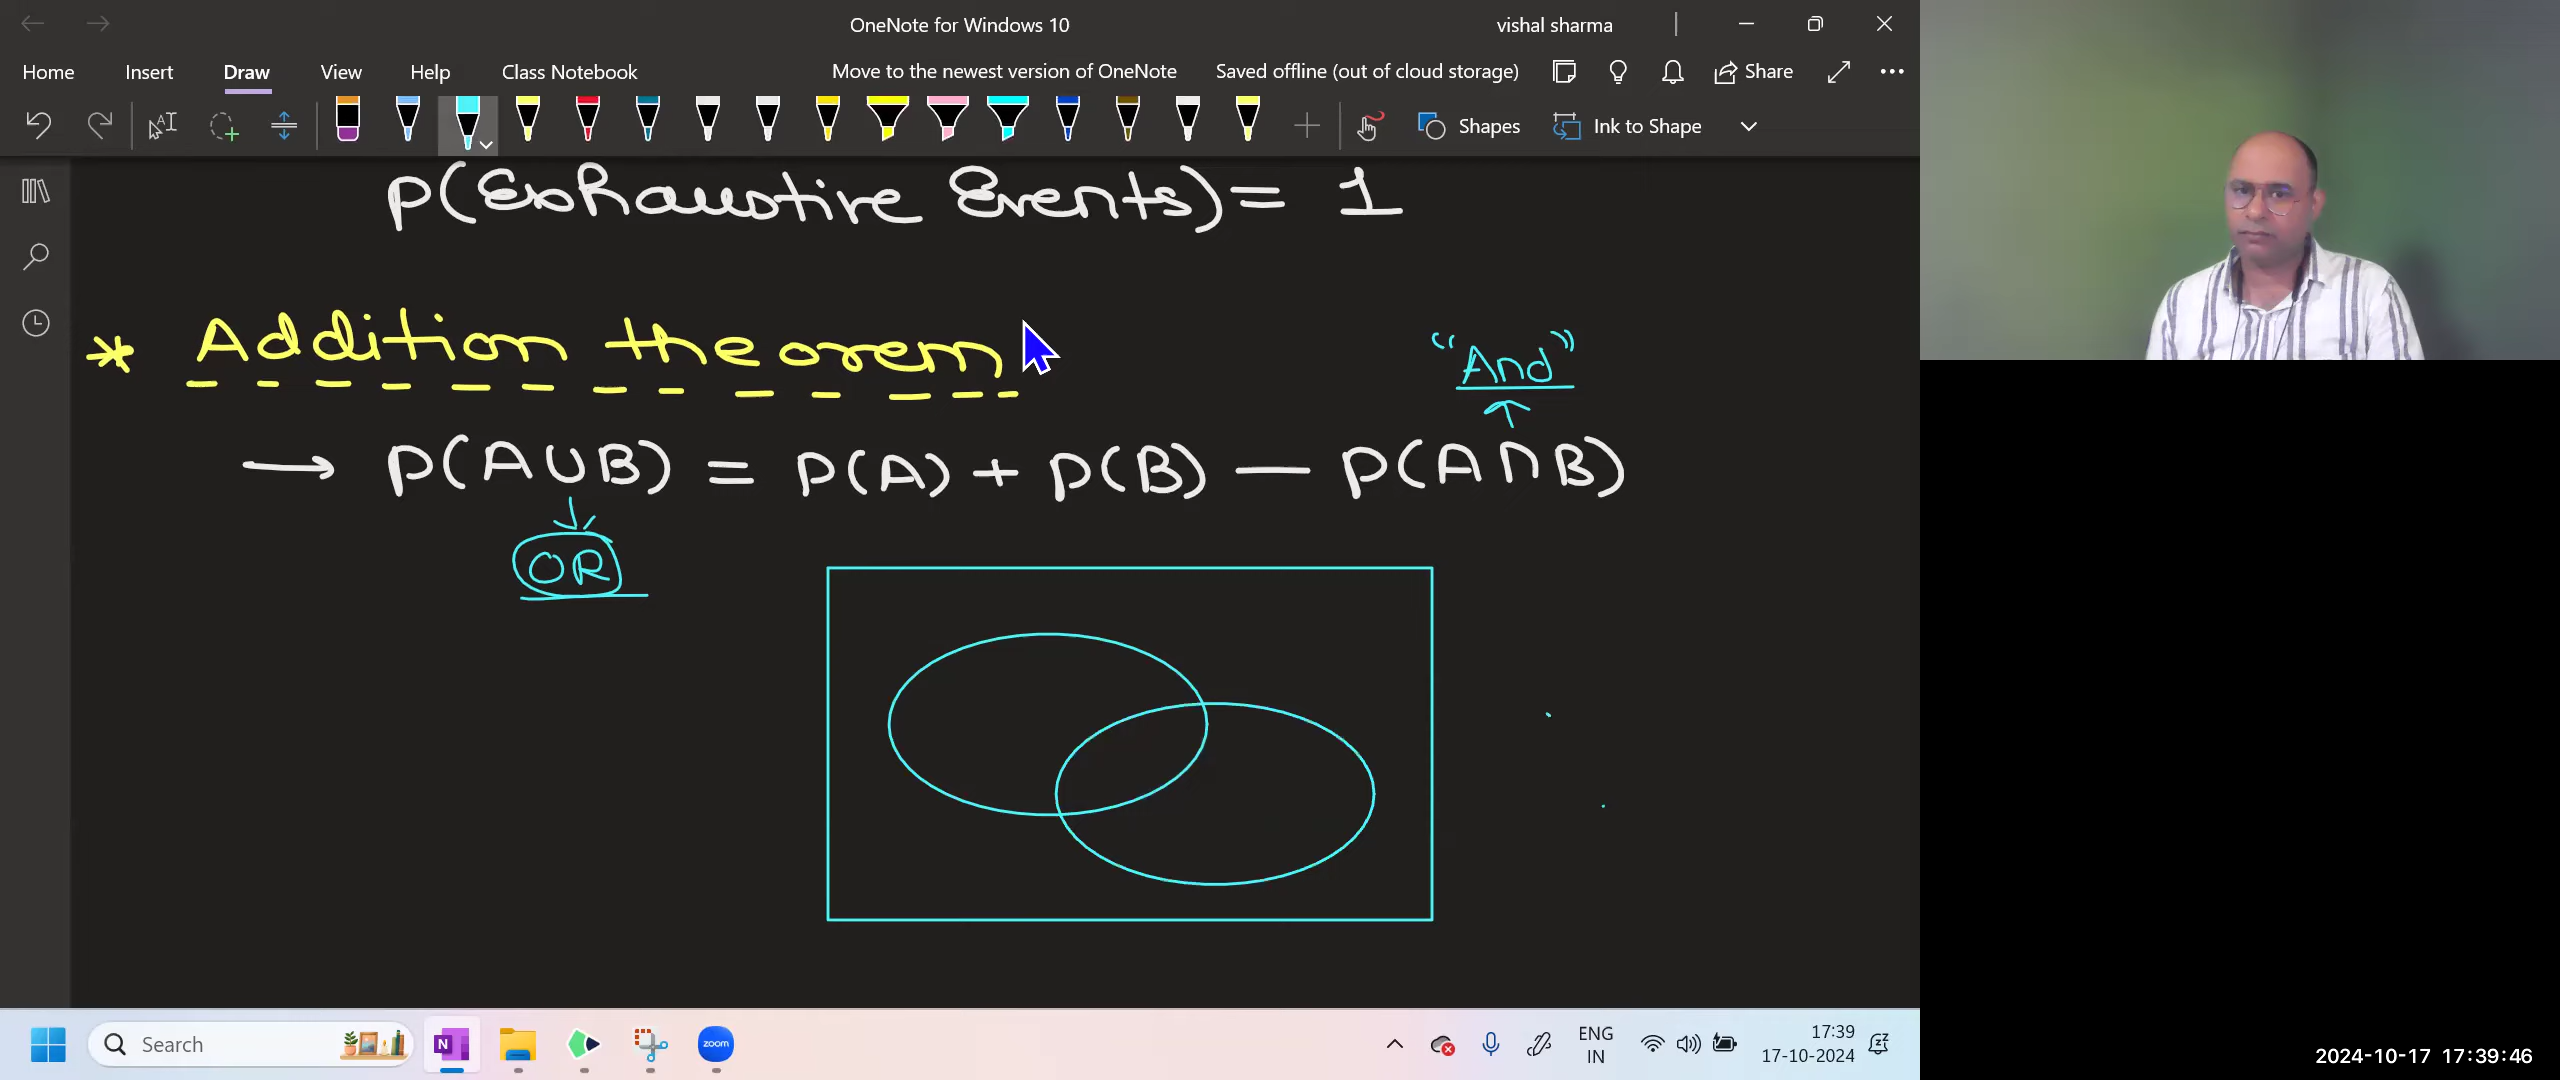 OneNote for Windows 10
vishal sharma
Home Insert Draw View Help Class Notebook Move to the newest version of OneNote Saved offline (out of cloud storage) Share
Shapes Ink to Shape
P(Exhaustive Events) = 1
* Addition theorem
"And"
→ P(A∪B) = P(A) + P(B) — P(A∩B)
OR
Search
zoom
ENG
IN
17:39
17-10-2024
2024-10-17 17:39:46